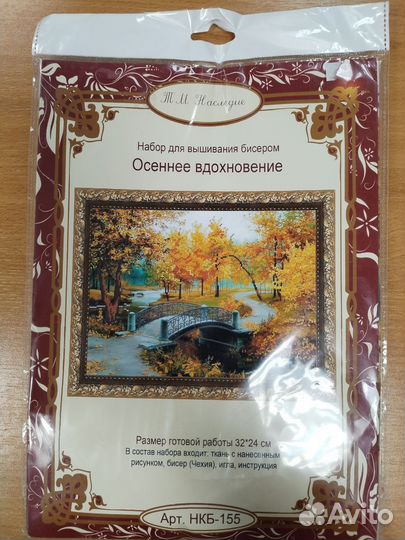 ТМ Наследие
Набор для вышивания бисером
Осеннее вдохновение
Размер готовой работы 32*24 см
В состав набора входит: ткань с нанесенным
рисунком, бисер (Чехия), игла, инструкция
Арт. НКБ-155
Avito